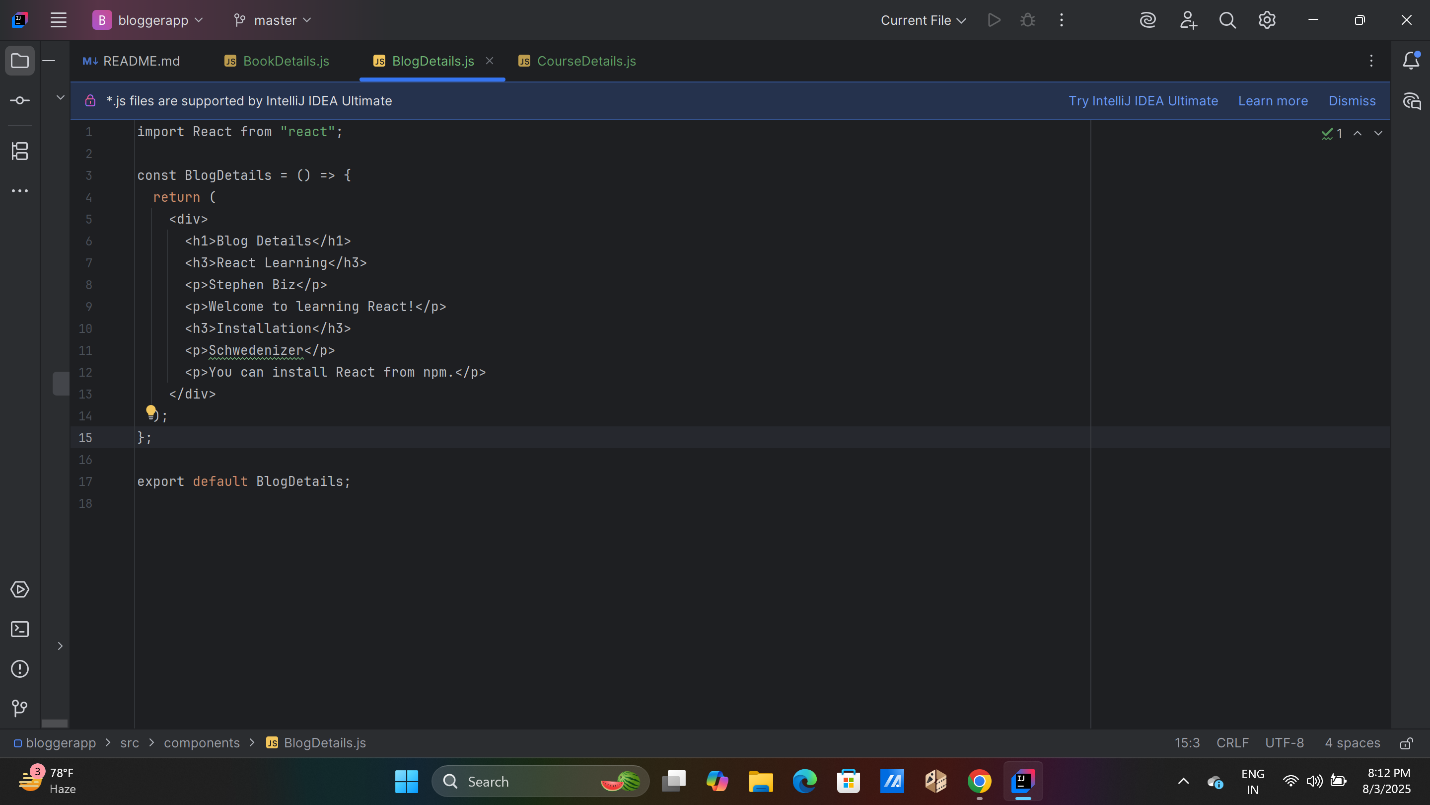 B bloggerapp master Current File
README.md BookDetails.js BlogDetails.js CourseDetails.js
*.js files are supported by IntelliJ IDEA Ultimate Try IntelliJ IDEA Ultimate Learn more Dismiss
1 import React from "react"; 1
2
3 const BlogDetails = () => {
4 return (
5 <div>
6 <h1>Blog Details</h1>
7 <h3>React Learning</h3>
8 <p>Stephen Biz</p>
9 <p>Welcome to learning React!</p>
10 <h3>Installation</h3>
11 <p>Schwedenizer</p>
12 <p>You can install React from npm.</p>
13 </div>
14 );
15 };
16
17 export default BlogDetails;
18
bloggerapp > src > components > JS BlogDetails.js 15:3 CRLF UTF-8 4 spaces
3 78°F
Haze
Search
ENG
IN
8:12 PM
8/3/2025